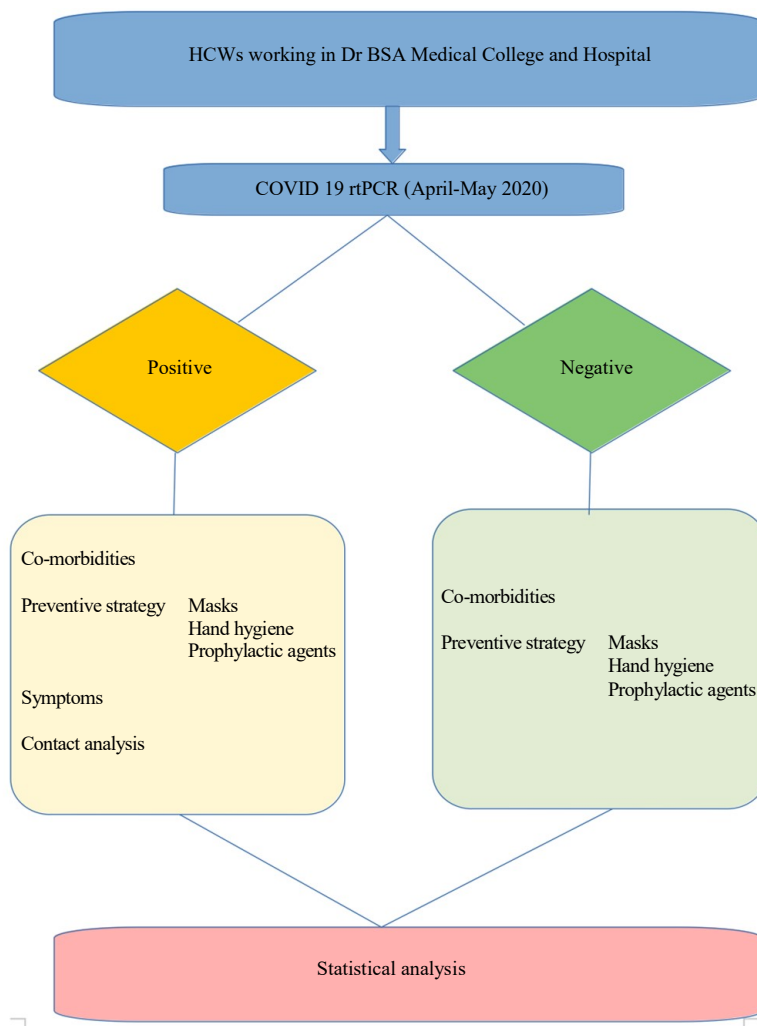 HCWs working in Dr BSA Medical College and Hospital
COVID 19 rtPCR (April-May 2020)
Positive
Negative
Co-morbidities
Preventive strategy Masks
Hand hygiene
Prophylactic agents
Symptoms
Contact analysis
Co-morbidities
Preventive strategy Masks
Hand hygiene
Prophylactic agents
Statistical analysis